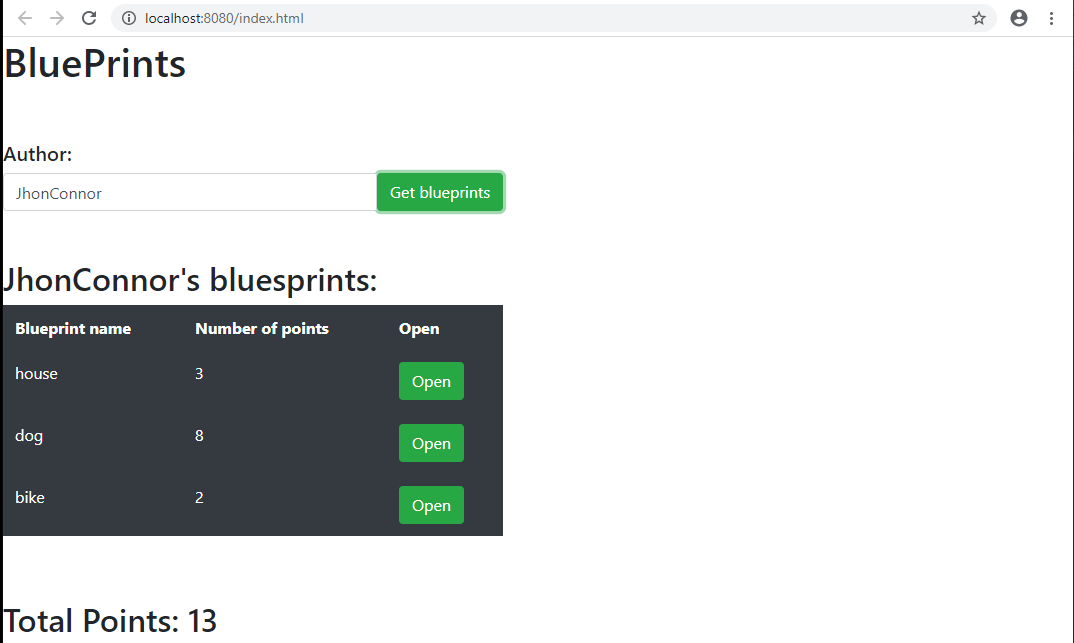 localhost:8080/index.html
BluePrints
Author:
JhonConnor Get blueprints
JhonConnor's bluesprints:
Blueprint name Number of points Open
house 3 Open
dog 8 Open
bike 2 Open
Total Points: 13